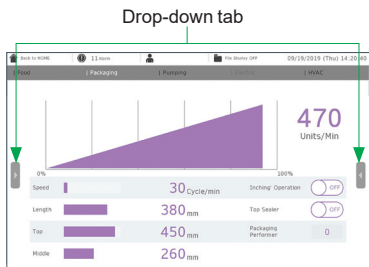 Drop-down tab
Back to HOME 11 Alarm File Display OFF 09/19/2019 (Thu) 14:20:40
Food | Packaging | Pumping | HVAC
470
Units/Min
0% 100%
Speed 30 Cycle/min Inching Operation OFF
Length 380 mm Top Sealer OFF
Top 450 mm Packaging Performer 0
Middle 260 mm